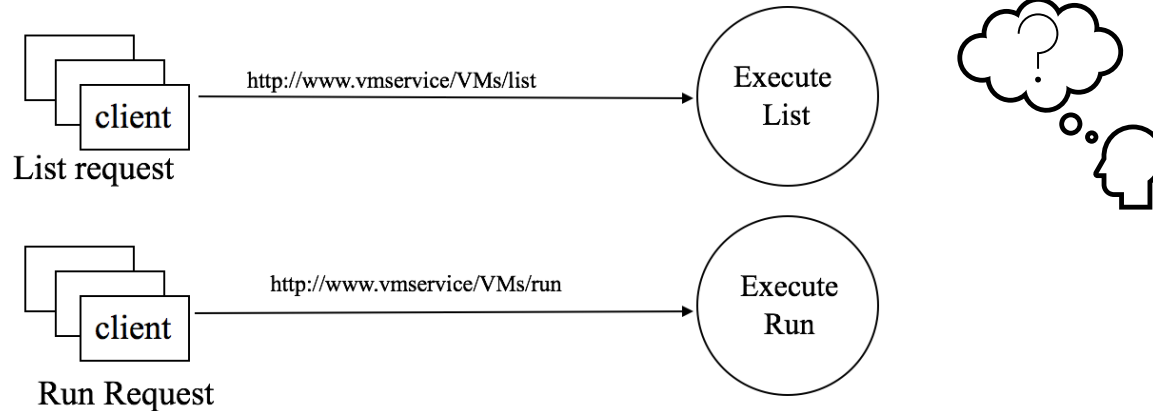 http://www.vmservice/VMs/list
Execute
List
?
client
List request
http://www.vmservice/VMs/run
Execute
Run
client
Run Request